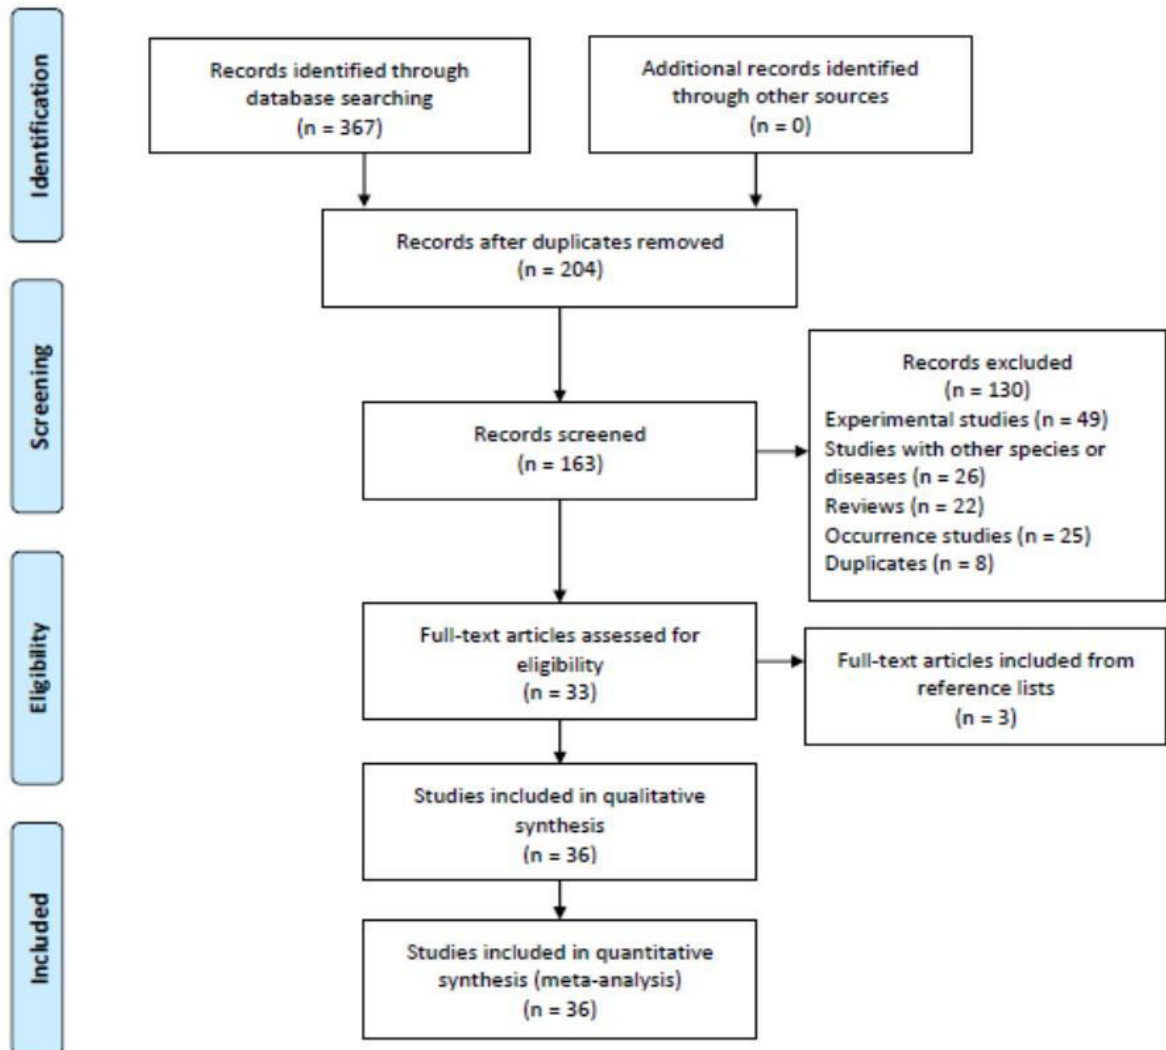 Identification
Records identified through
database searching
(n = 367)
Additional records identified
through other sources
(n = 0)
Records after duplicates removed
(n = 204)
Screening
Records screened
(n = 163)
Records excluded
(n = 130)
Experimental studies (n = 49)
Studies with other species or
diseases (n = 26)
Reviews (n = 22)
Occurrence studies (n = 25)
Duplicates (n = 8)
Eligibility
Full-text articles assessed for
eligibility
(n = 33)
Full-text articles included from
reference lists
(n = 3)
Studies included in qualitative
synthesis
(n = 36)
Included
Studies included in quantitative
synthesis (meta-analysis)
(n = 36)